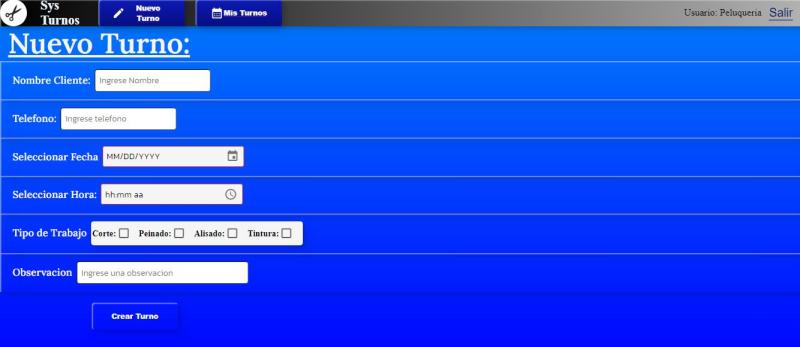 Sys
Turnos
Nuevo
Turno
Mis Turnos
Usuario: Peluqueria
Salir
Nuevo Turno:
Nombre Cliente: Ingrese Nombre
Telefono: Ingrese telefono
Seleccionar Fecha MM/DD/YYYY
Seleccionar Hora: hh:mm aa
Tipo de Trabajo Corte: Peinado: Alisado: Tintura:
Observacion Ingrese una observacion
Crear Turno